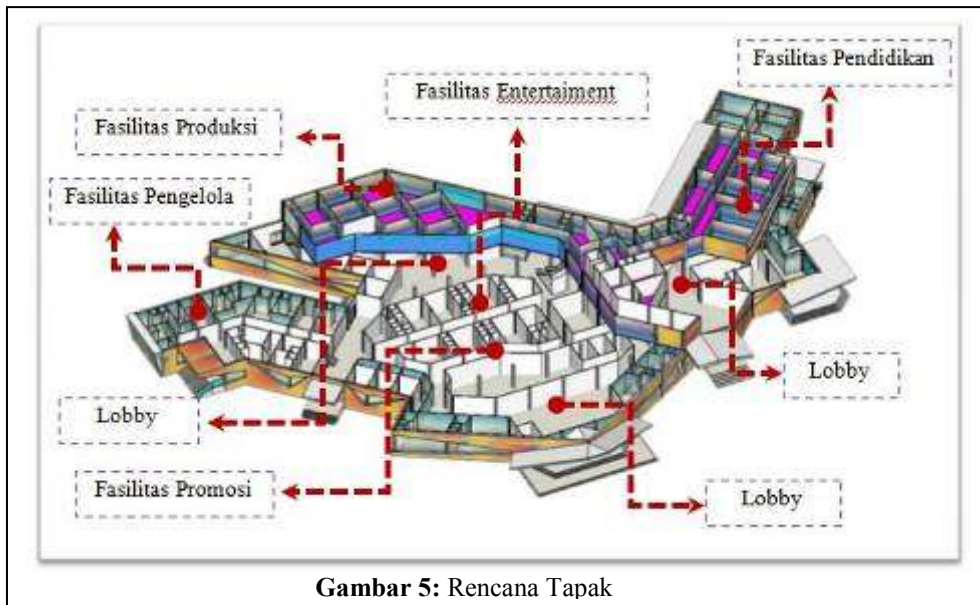 Fasilitas Pendidikan
Fasilitas Entertaiment
Fasilitas Produksi
Fasilitas Pengelola
Lobby
Lobby
Fasilitas Promosi
Lobby
Gambar 5: Rencana Tapak